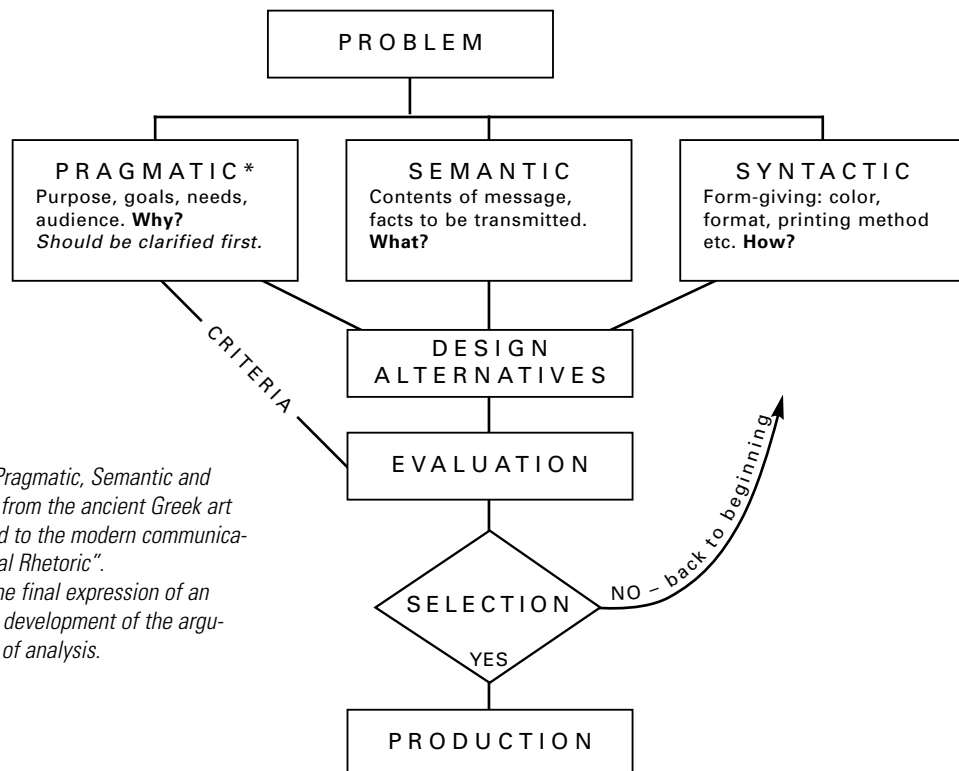 PROBLEM
PRAGMATIC*
Purpose, goals, needs,
audience. Why?
Should be clarified first.
SEMANTIC
Contents of message,
facts to be transmitted.
What?
SYNTACTIC
Form-giving: color,
format, printing method
etc. How?
CRITERIA
DESIGN
ALTERNATIVES
EVALUATION
Pragmatic, Semantic and
from the ancient Greek art
d to the modern communica-
al Rhetoric”.
he final expression of an
development of the argu-
of analysis.
SELECTION
YES
NO – back to beginning
PRODUCTION